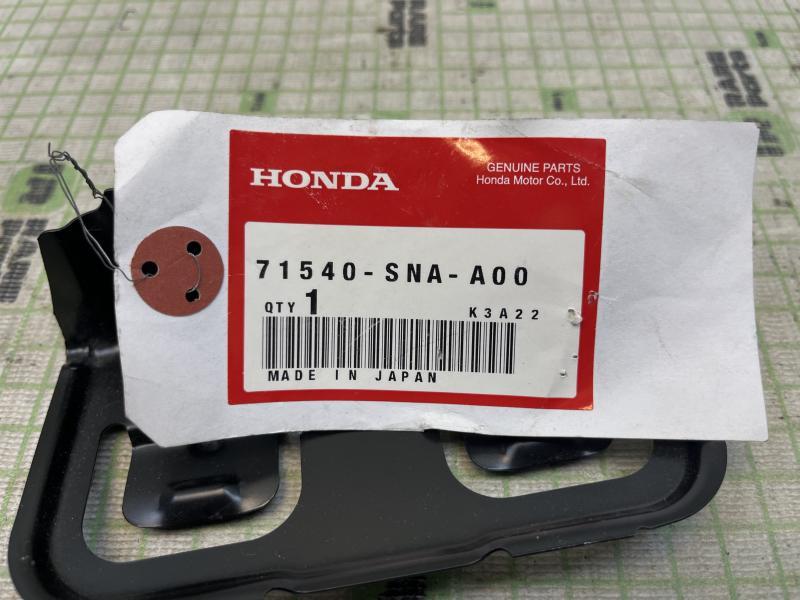 HONDA
GENUINE PARTS
Honda Motor Co., Ltd.
71540-SNA-A00
QTY 1 K3A22
MADE IN JAPAN